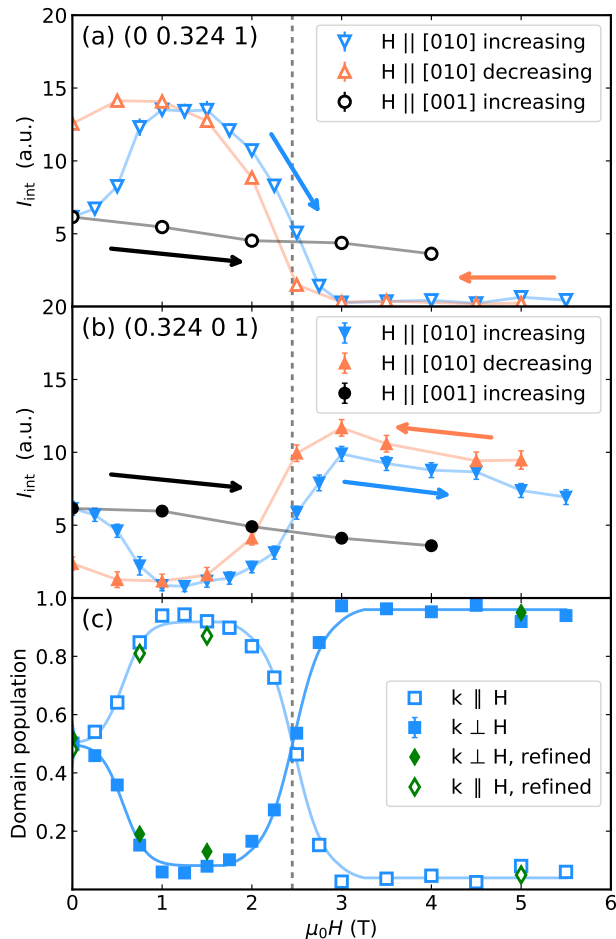 20
(a) (0 0.324 1)
H || [010] increasing
H || [010] decreasing
H || [001] increasing
15
10
5
I_int (a.u.)
20
(b) (0.324 0 1)
H || [010] increasing
H || [010] decreasing
H || [001] increasing
15
10
5
I_int (a.u.)
1.0
(c)
0.8
0.6
0.4
0.2
Domain population
k ∥ H
k ⊥ H
k ⊥ H, refined
k ∥ H, refined
0 1 2 3 4 5 6
μ₀H (T)